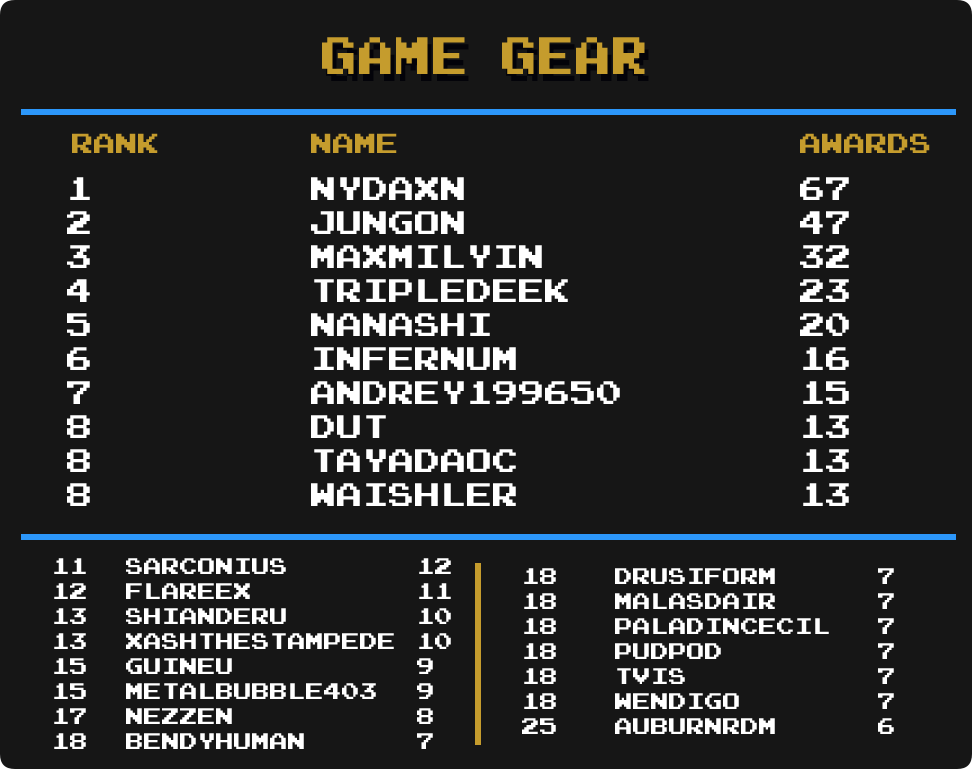 GAME GEAR
RANK NAME AWARDS
1 NYDAXN 67
2 JUNGON 47
3 MAXMILYIN 32
4 TRIPLEDEEK 23
5 NANASHI 20
6 INFERNUM 16
7 ANDREY199650 15
8 DUT 13
8 TAYADAOC 13
8 WAISHLER 13
11 SARCONIUS 12
12 FLAREEX 11
13 SHIANDERU 10
13 XASHTHESTAMPEDE 10
15 GUINEU 9
15 METALBUBBLE403 9
17 NEZZEN 8
18 BENDYHUMAN 7
18 DRUSIFORM 7
18 MALASDAIR 7
18 PALADINCECIL 7
18 PUDPOD 7
18 TVIS 7
18 WENDIGO 7
25 AUBURNRDM 6